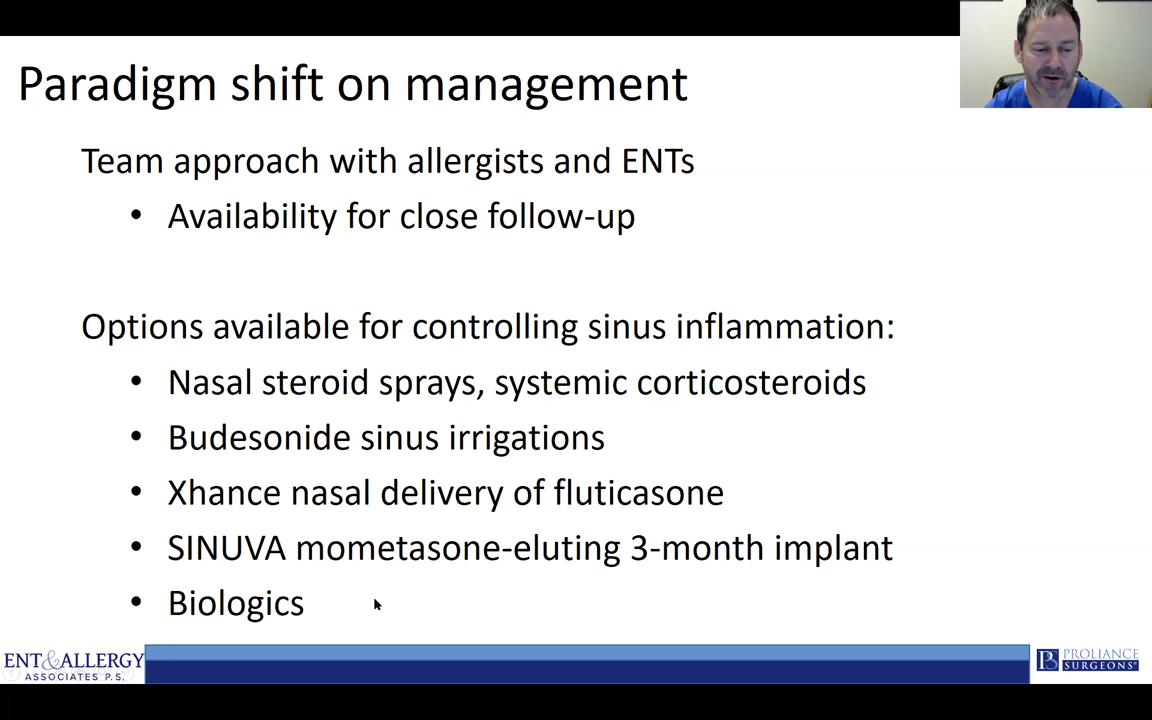 Paradigm shift on management
Team approach with allergists and ENTs
• Availability for close follow-up
Options available for controlling sinus inflammation:
• Nasal steroid sprays, systemic corticosteroids
• Budesonide sinus irrigations
• Xhance nasal delivery of fluticasone
• SINUVA mometasone-eluting 3-month implant
• Biologics
ENT&ALLERGY
ASSOCIATES P.S.
PROLIANCE
SURGEONS®